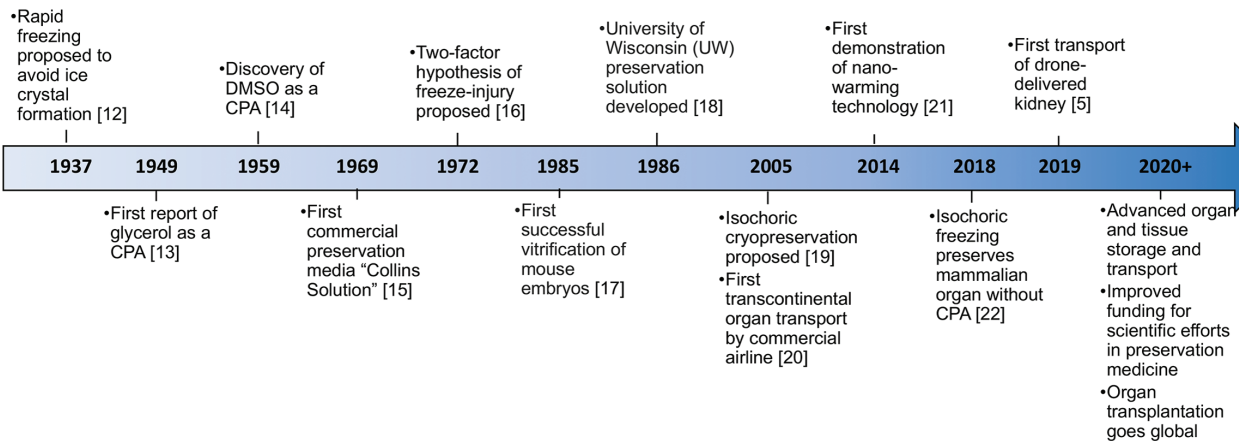 •Rapid
freezing
proposed to
avoid ice
crystal
formation [12]
•Discovery of
DMSO as a
CPA [14]
•Two-factor
hypothesis of
freeze-injury
proposed [16]
•University of
Wisconsin (UW)
preservation
solution
developed [18]
•First
demonstration
of nano-
warming
technology [21]
•First transport
of drone-
delivered
kidney [5]
1937 1949 1959 1969 1972 1985 1986 2005 2014 2018 2019 2020+
•First report of
glycerol as a
CPA [13]
•First
commercial
preservation
media “Collins
Solution” [15]
•First
successful
vitrification of
mouse
embryos [17]
•Isochoric
cryopreservation
proposed [19]
•First
transcontinental
organ transport
by commercial
airline [20]
•Isochoric
freezing
preserves
mammalian
organ without
CPA [22]
•Advanced organ
and tissue
storage and
transport
•Improved
funding for
scientific efforts
in preservation
medicine
•Organ
transplantation
goes global